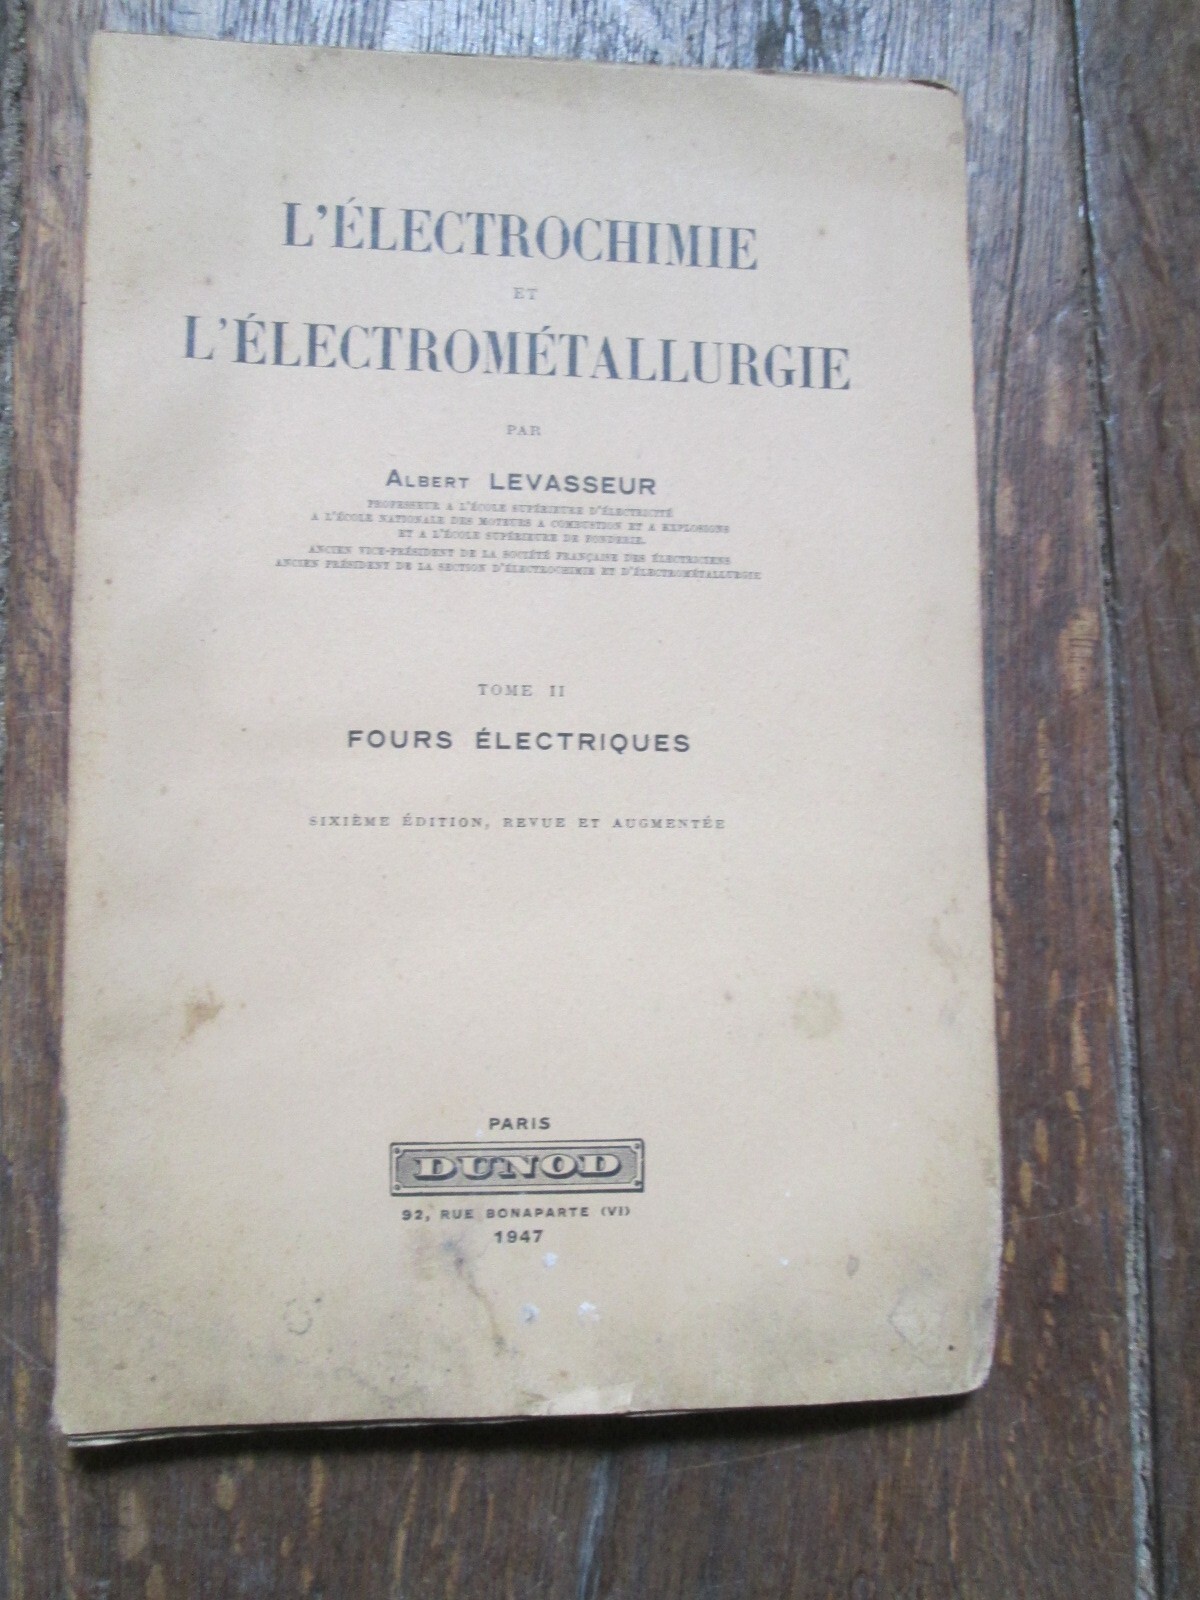 L'ÉLECTROCHIMIE
ET
L'ÉLECTROMÉTALLURGIE
PAR
ALBERT LEVASSEUR
PROFESSEUR A L'ÉCOLE SUPÉRIEURE D'ÉLECTRICITÉ
A L'ÉCOLE NATIONALE DES MOTEURS A COMBUSTION ET A EXPLOSIONS
ET A L'ÉCOLE SUPÉRIEURE DE FONDERIE.
ANCIEN VICE-PRÉSIDENT DE LA SOCIÉTÉ FRANÇAISE DES ÉLECTRICIENS
ANCIEN PRÉSIDENT DE LA SECTION D'ÉLECTROCHIMIE ET D'ÉLECTROMÉTALLURGIE
TOME II
FOURS ÉLECTRIQUES
SIXIÈME ÉDITION, REVUE ET AUGMENTÉE
PARIS
DUNOD
92, RUE BONAPARTE (VI)
1947